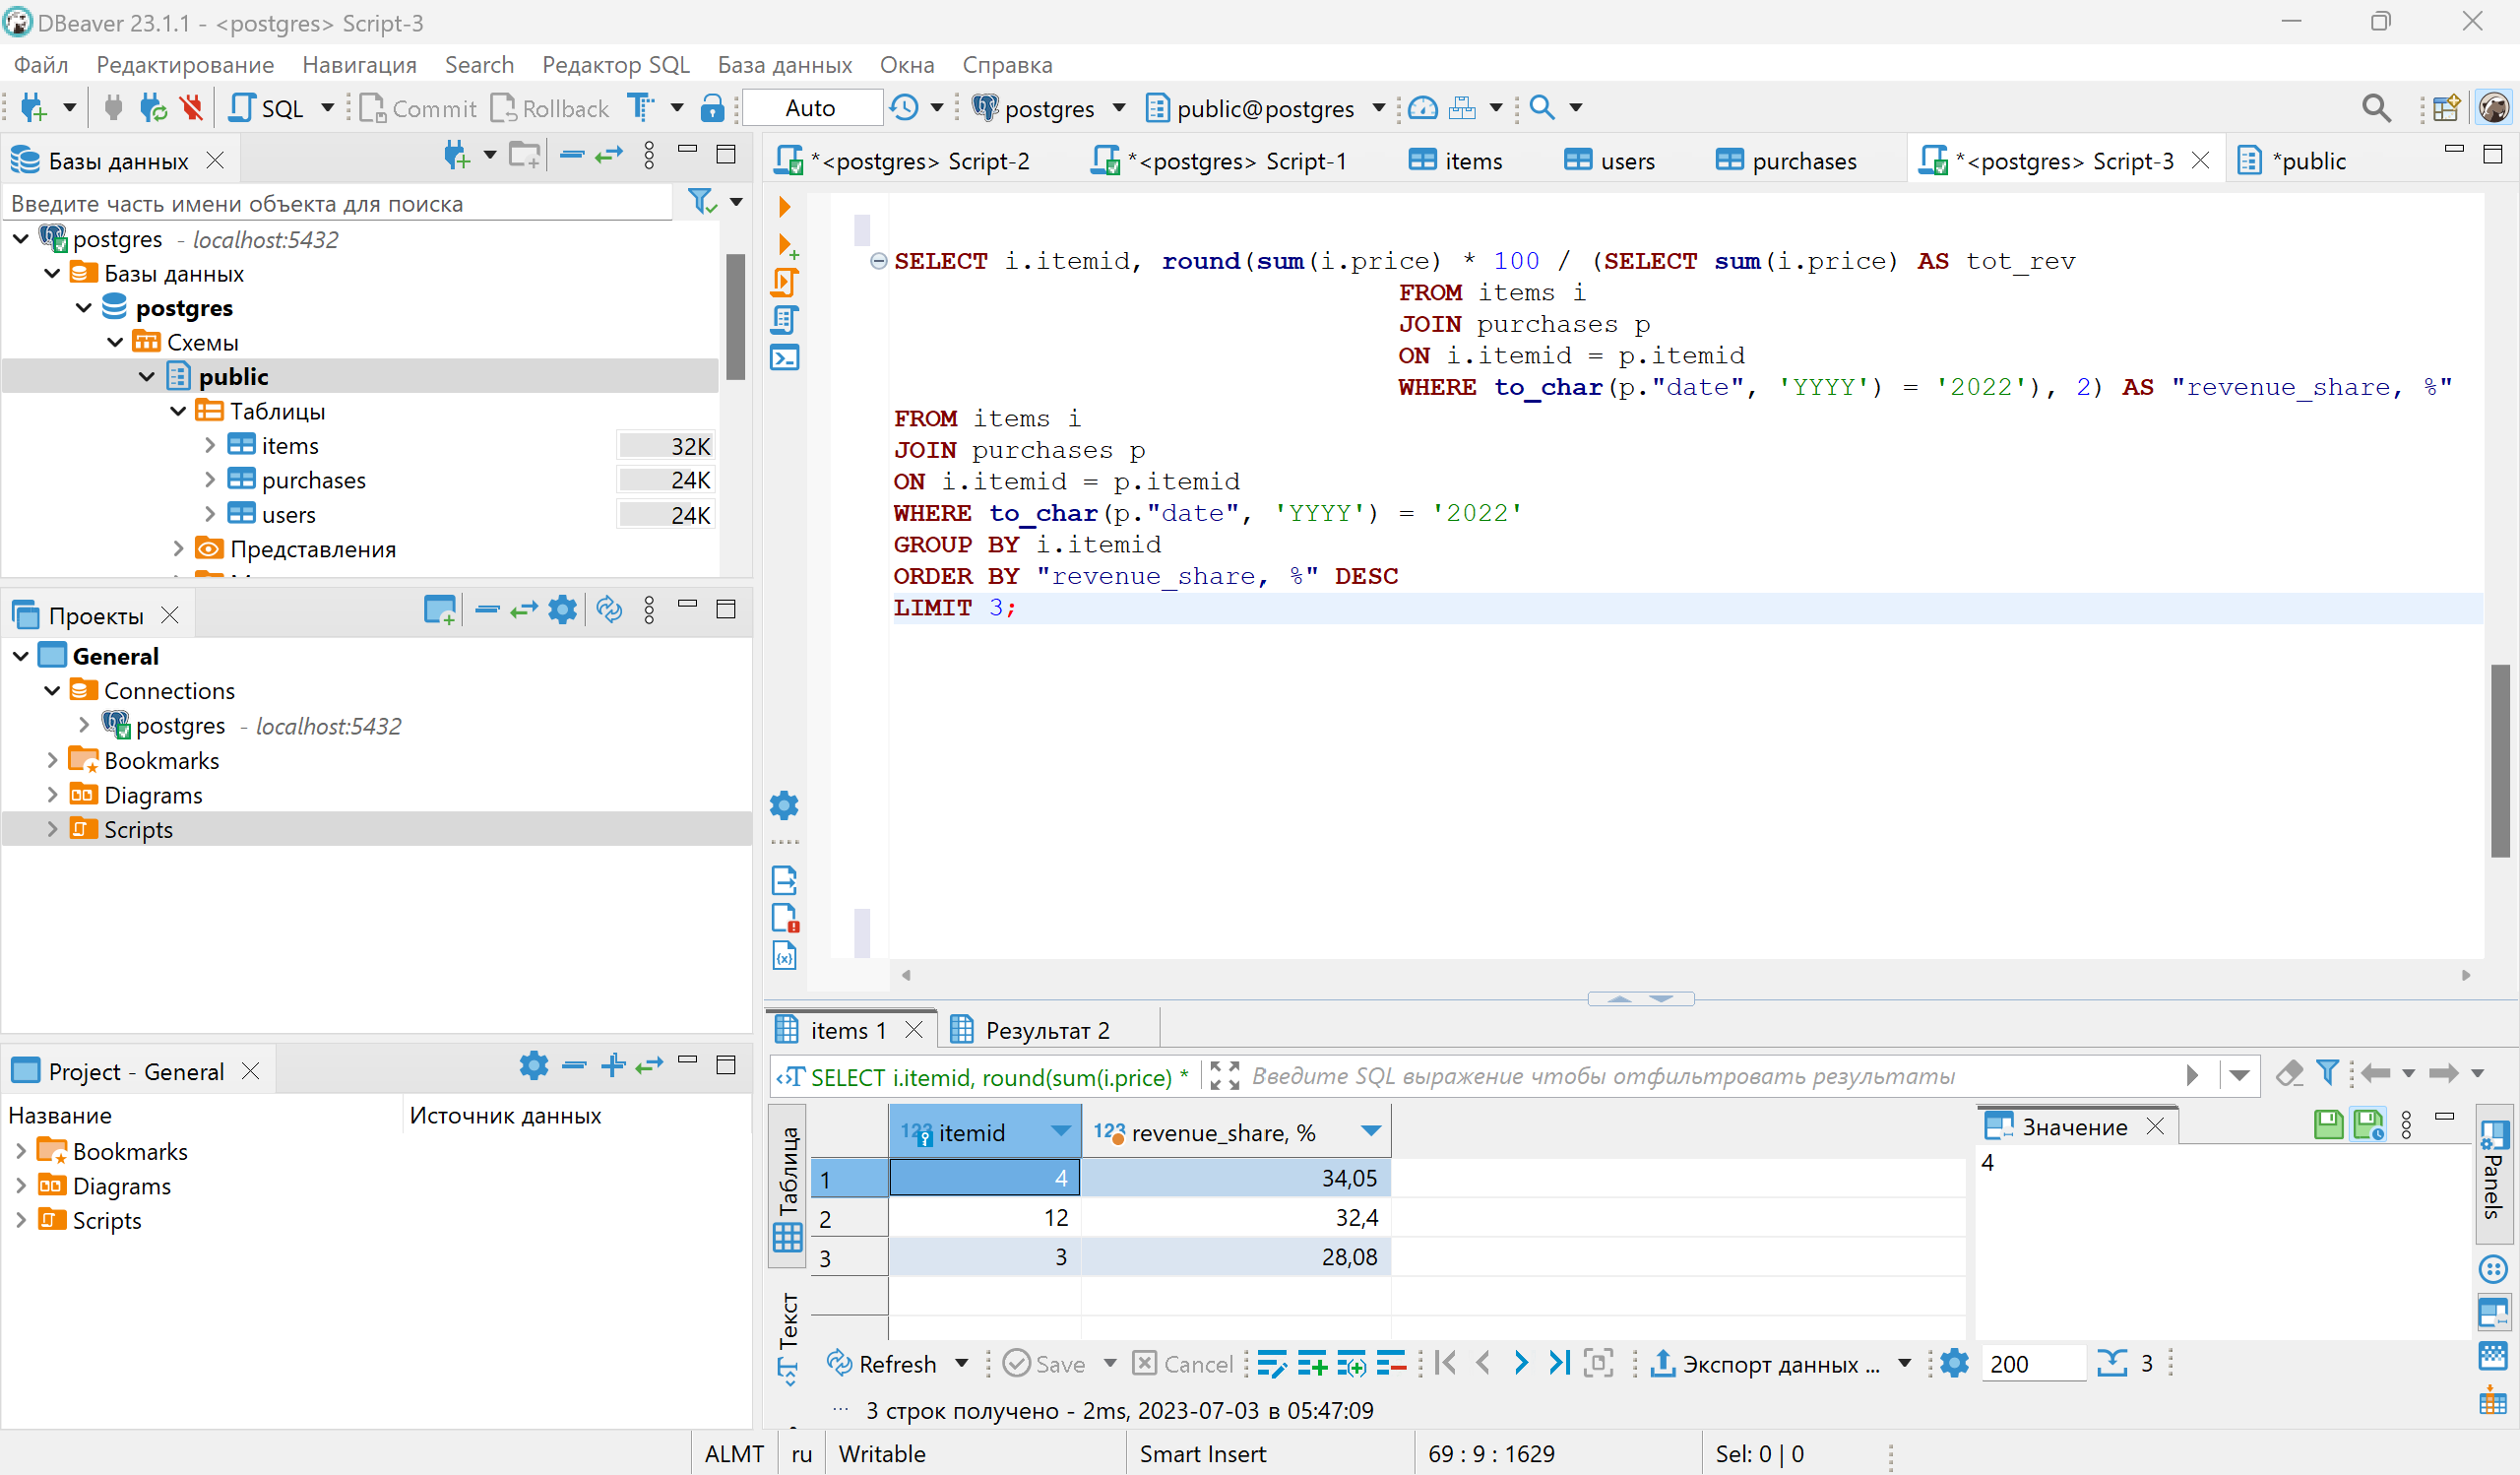 DBeaver 23.1.1 - <postgres> Script-3
Файл Редактирование Навигация Search Редактор SQL База данных Окна Справка
SQL Commit Rollback Auto postgres public@postgres
Базы данных
Введите часть имени объекта для поиска
postgres - localhost:5432
Базы данных
postgres
Схемы
public
Таблицы
items 32K
purchases 24K
users 24K
Представления
Проекты
General
Connections
postgres - localhost:5432
Bookmarks
Diagrams
Scripts
Project - General
Название Источник данных
Bookmarks
Diagrams
Scripts
*<postgres> Script-2 *<postgres> Script-1 items users purchases *<postgres> Script-3 *public
SELECT i.itemid, round(sum(i.price) * 100 / (SELECT sum(i.price) AS tot_rev
FROM items i
JOIN purchases p
ON i.itemid = p.itemid
WHERE to_char(p."date", 'YYYY') = '2022'), 2) AS "revenue_share, %"
FROM items i
JOIN purchases p
ON i.itemid = p.itemid
WHERE to_char(p."date", 'YYYY') = '2022'
GROUP BY i.itemid
ORDER BY "revenue_share, %" DESC
LIMIT 3;
items 1 Результат 2
SELECT i.itemid, round(sum(i.price) * Введите SQL выражение чтобы отфильтровать результаты
Таблица
Текст
123 itemid 123 revenue_share, %
1 4 34,05
2 12 32,4
3 3 28,08
Значение
4
Panels
Refresh Save Cancel Экспорт данных ... 200 3
3 строк получено - 2ms, 2023-07-03 в 05:47:09
ALMT ru Writable Smart Insert 69 : 9 : 1629 Sel: 0 | 0